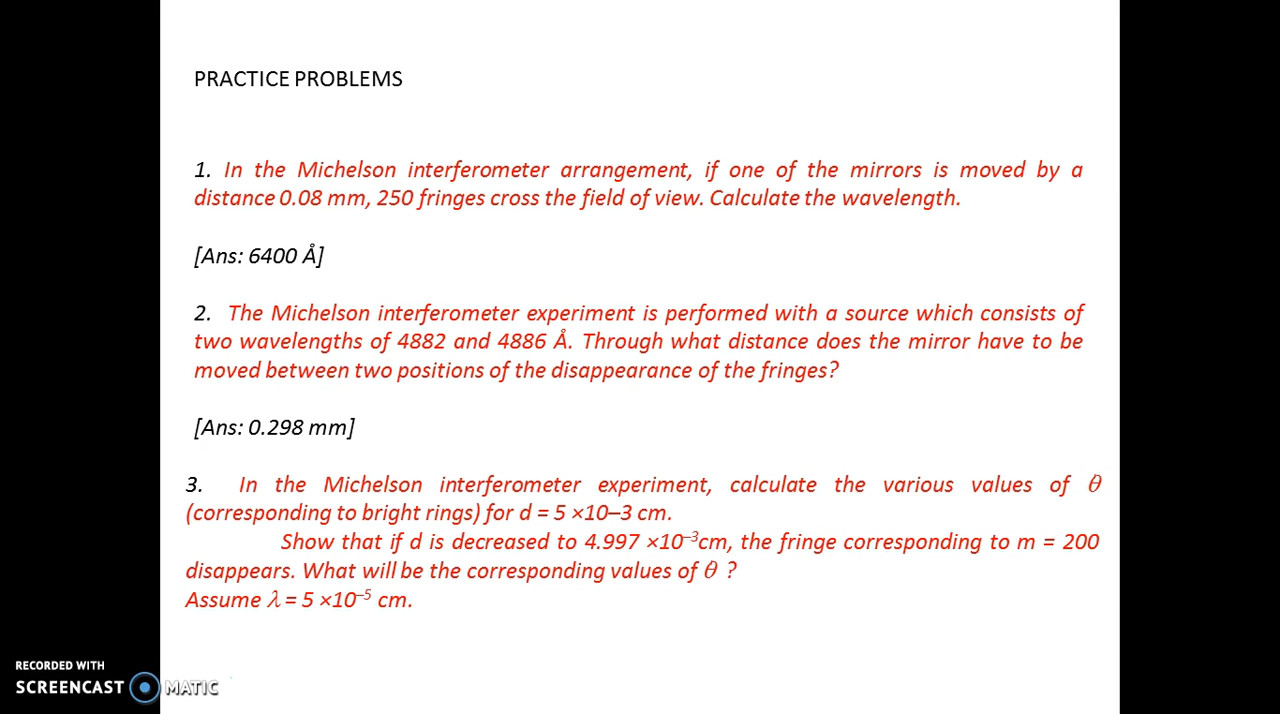 PRACTICE PROBLEMS
1. In the Michelson interferometer arrangement, if one of the mirrors is moved by a
distance 0.08 mm, 250 fringes cross the field of view. Calculate the wavelength.
[Ans: 6400 Å]
2. The Michelson interferometer experiment is performed with a source which consists of
two wavelengths of 4882 and 4886 Å. Through what distance does the mirror have to be
moved between two positions of the disappearance of the fringes?
[Ans: 0.298 mm]
3. In the Michelson interferometer experiment, calculate the various values of θ
(corresponding to bright rings) for d = 5 ×10–3 cm.
Show that if d is decreased to 4.997 ×10⁻³cm, the fringe corresponding to m = 200
disappears. What will be the corresponding values of θ ?
Assume λ = 5 ×10⁻⁵ cm.
RECORDED WITH
SCREENCAST MATIC